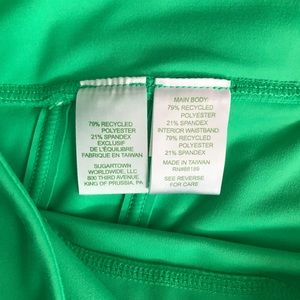 79% RECYCLED
POLYESTER
21% SPANDEX
EXCLUSIF
DE L'ÉQUILIBRE
FABRIQUE EN TAIWAN
SUGARTOWN
WORLDWIDE, LLC
800 THIRD AVENUE
KING OF PRUSSIA, PA
MAIN BODY:
79% RECYCLED
POLYESTER
21% SPANDEX
INTERIOR WAISTBAND
79% RECYCLED
POLYESTER
21% SPANDEX
MADE IN TAIWAN
RN#88186
SEE REVERSE
FOR CARE